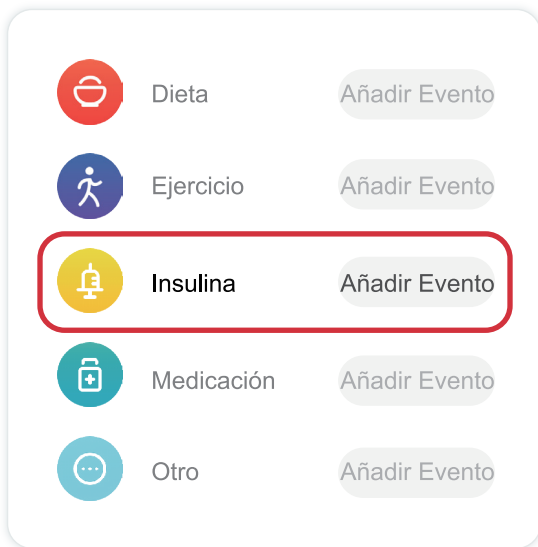 Dieta Añadir Evento
Ejercicio Añadir Evento
Insulina Añadir Evento
Medicación Añadir Evento
Otro Añadir Evento